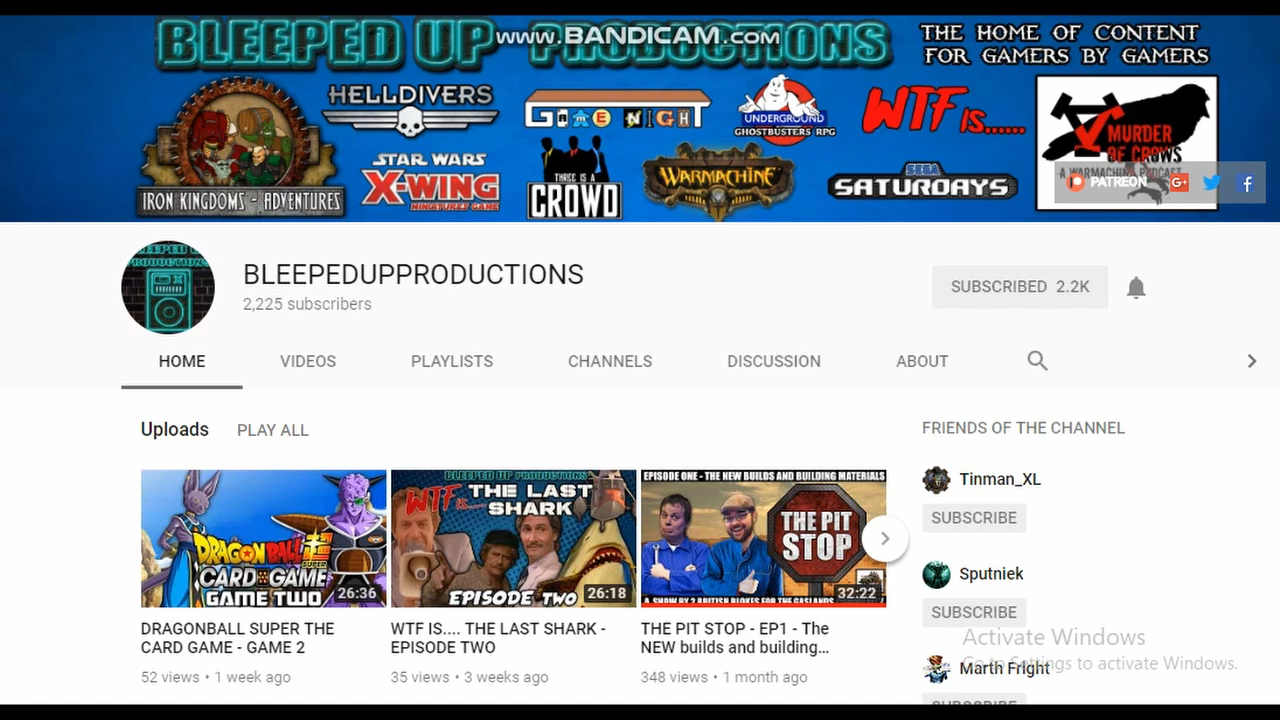 BLEEPED UP PRODUCTIONS
www.BANDICAM.com
THE HOME OF CONTENT
FOR GAMERS BY GAMERS
HELLDIVERS
GAME NIGHT
UNDERGROUND
GHOSTBUSTERS RPG
WTF IS......
MURDER
OF CROWS
A WARMACHINE PODCAST
PATREON
G+
IRON KINGDOMS - ADVENTURES
STAR WARS
X-WING
MINIATURES GAME
THREE IS A
CROWD
WARMACHINE
SEGA
SATURDAYS
BLEEPED UP
PRODUCTIONS
BLEEPEDUPPRODUCTIONS
2,225 subscribers
SUBSCRIBED 2.2K
HOME VIDEOS PLAYLISTS CHANNELS DISCUSSION ABOUT
Uploads PLAY ALL
FRIENDS OF THE CHANNEL
DRAGONBALL
SUPER
CARD GAME
GAME TWO
26:36
BLEEPED UP PRODUCTIONS
WTF IS.....
THE LAST
SHARK
EPISODE TWO
26:18
EPISODE ONE - THE NEW BUILDS AND BUILDING MATERIALS
THE PIT
STOP
A SHOW BY 2 BRITISH BLOKES FOR THE GASLANDS
32:22
DRAGONBALL SUPER THE
CARD GAME - GAME 2
52 views • 1 week ago
WTF IS.... THE LAST SHARK -
EPISODE TWO
35 views • 3 weeks ago
THE PIT STOP - EP1 - The
NEW builds and building...
348 views • 1 month ago
Tinman_XL
SUBSCRIBE
Sputniek
SUBSCRIBE
Marth Fright
SUBSCRIBE
Activate Windows
Go to Settings to activate Windows.